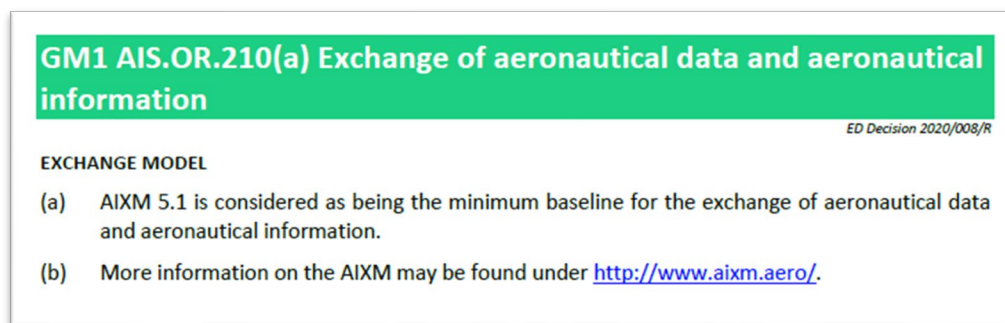 GM1 AIS.OR.210(a) Exchange of aeronautical data and aeronautical
information
ED Decision 2020/008/R
EXCHANGE MODEL
(a) AIXM 5.1 is considered as being the minimum baseline for the exchange of aeronautical data
and aeronautical information.
(b) More information on the AIXM may be found under http://www.aixm.aero/.